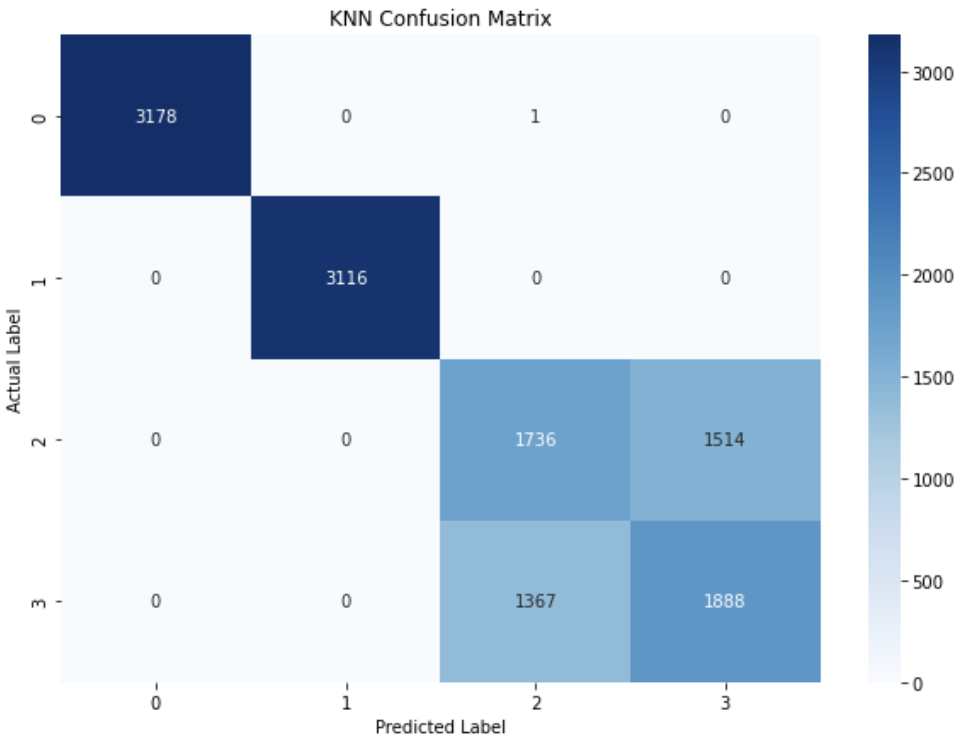 KNN Confusion Matrix
Actual Label
0
3178 0 1 0
1
0 3116 0 0
2
0 0 1736 1514
3
0 0 1367 1888
0 1 2 3
Predicted Label
3000
2500
2000
1500
1000
500
0